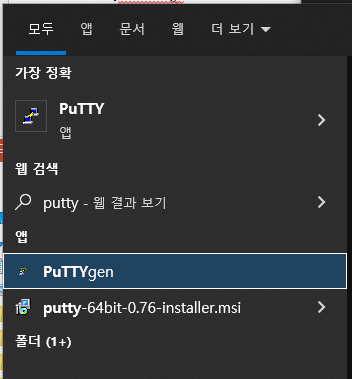 모두 앱 문서 웹 더 보기
가장 정확
PuTTY
앱
웹 검색
putty - 웹 결과 보기
앱
PuTTYgen
putty-64bit-0.76-installer.msi
폴더 (1+)